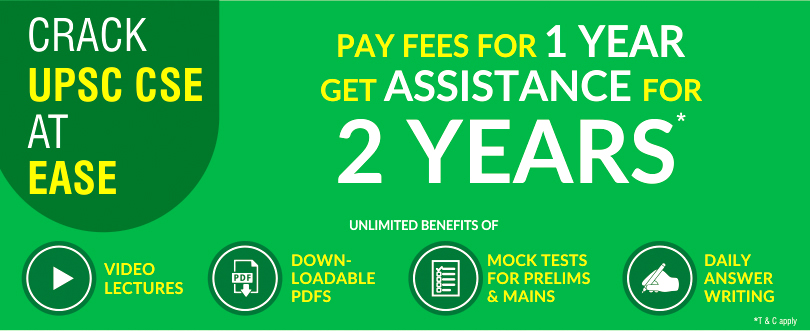 CRACK
UPSC CSE
AT
EASE
PAY FEES FOR 1 YEAR
GET ASSISTANCE FOR
2 YEARS*
UNLIMITED BENEFITS OF
VIDEO
LECTURES
PDF
DOWN-
LOADABLE
PDFS
MOCK TESTS
FOR PRELIMS
& MAINS
DAILY
ANSWER
WRITING
*T & C apply